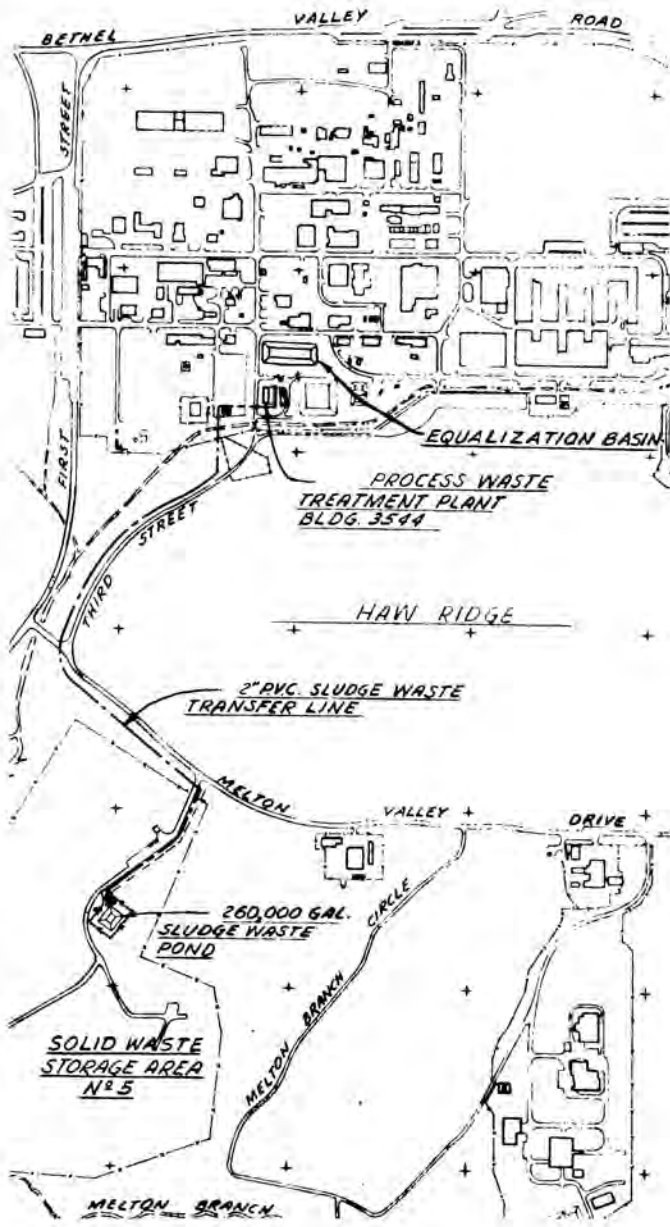 BETHEL VALLEY ROAD
STREET
FIRST
EQUALIZATION BASIN
PROCESS WASTE
TREATMENT PLANT
BLDG. 3544
THIRD STREET
HAW RIDGE
2" P.V.C. SLUDGE WASTE
TRANSFER LINE
MELTON VALLEY DRIVE
260,000 GAL.
SLUDGE WASTE
POND
MELTON BRANCH CIRCLE
SOLID WASTE
STORAGE AREA
Nº 5
MELTON BRANCH